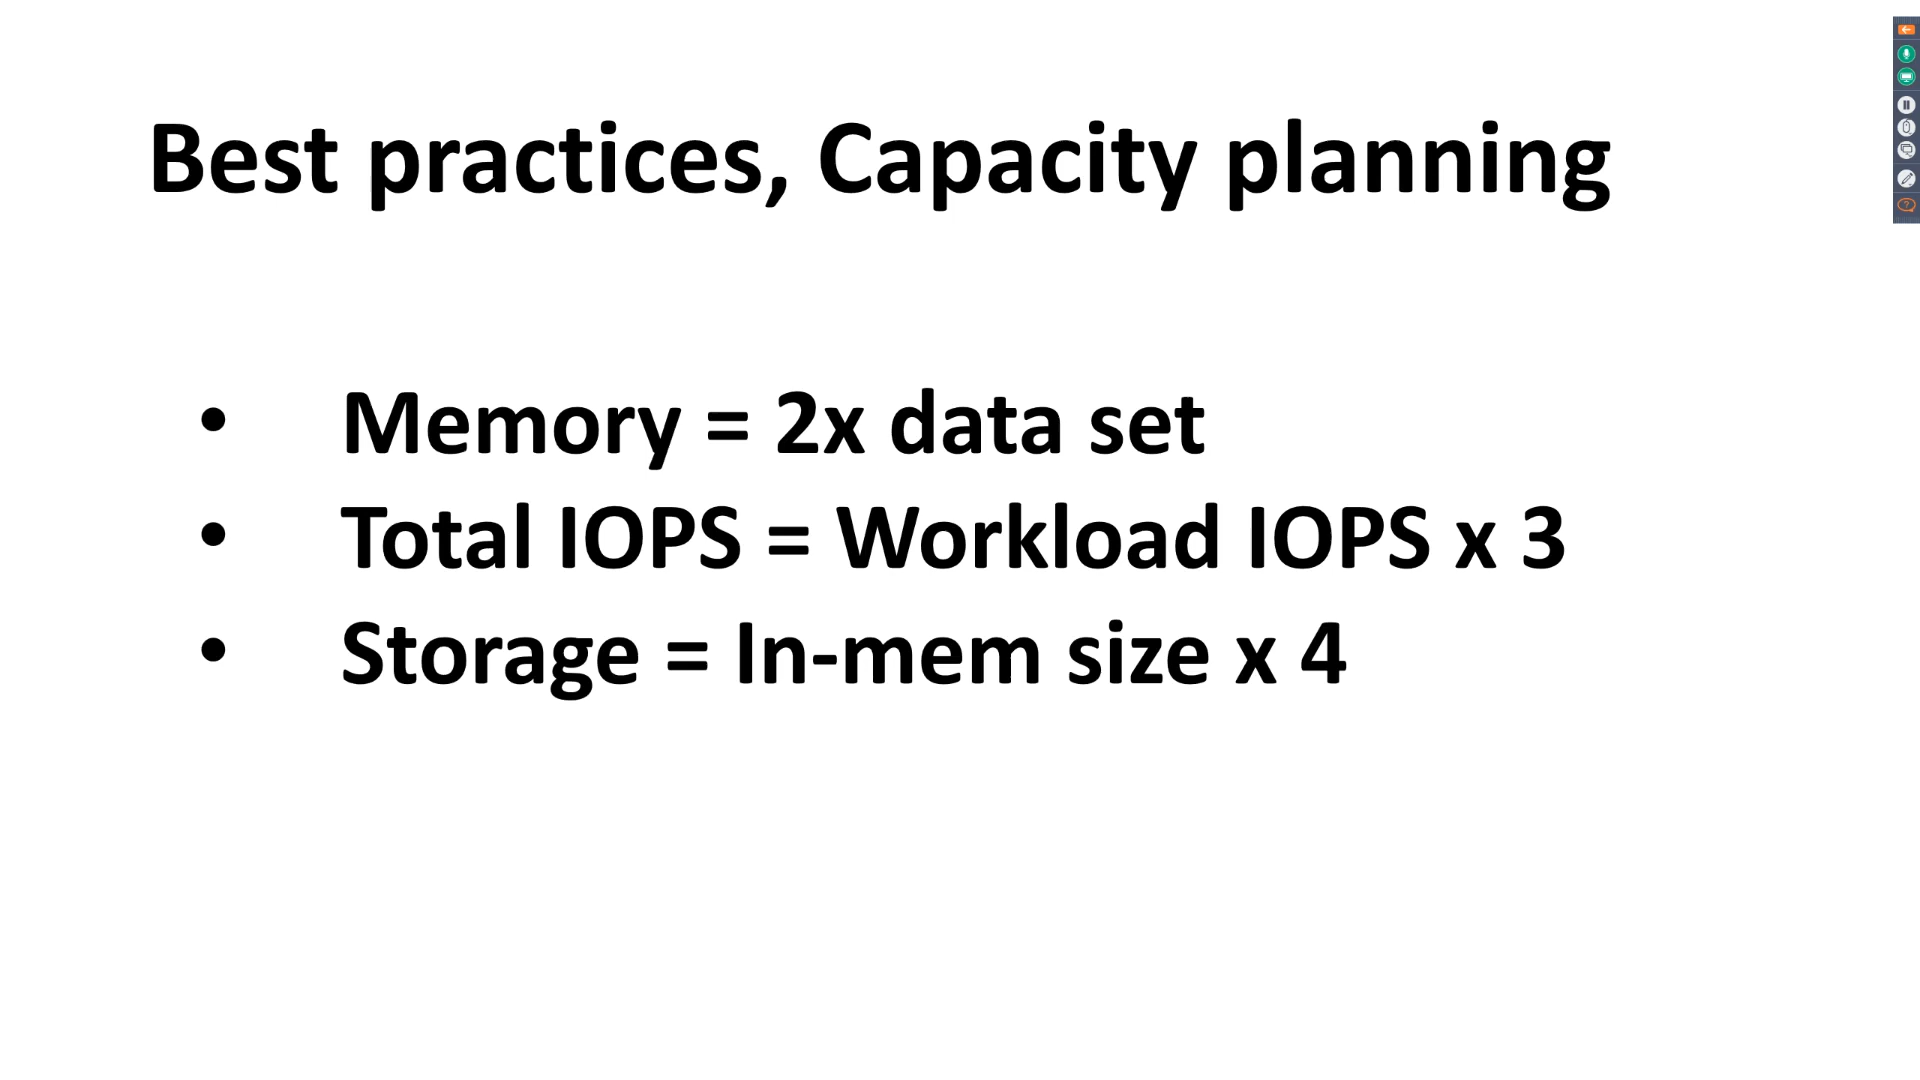 Best practices, Capacity planning
• Memory = 2x data set
• Total IOPS = Workload IOPS x 3
• Storage = In-mem size x 4